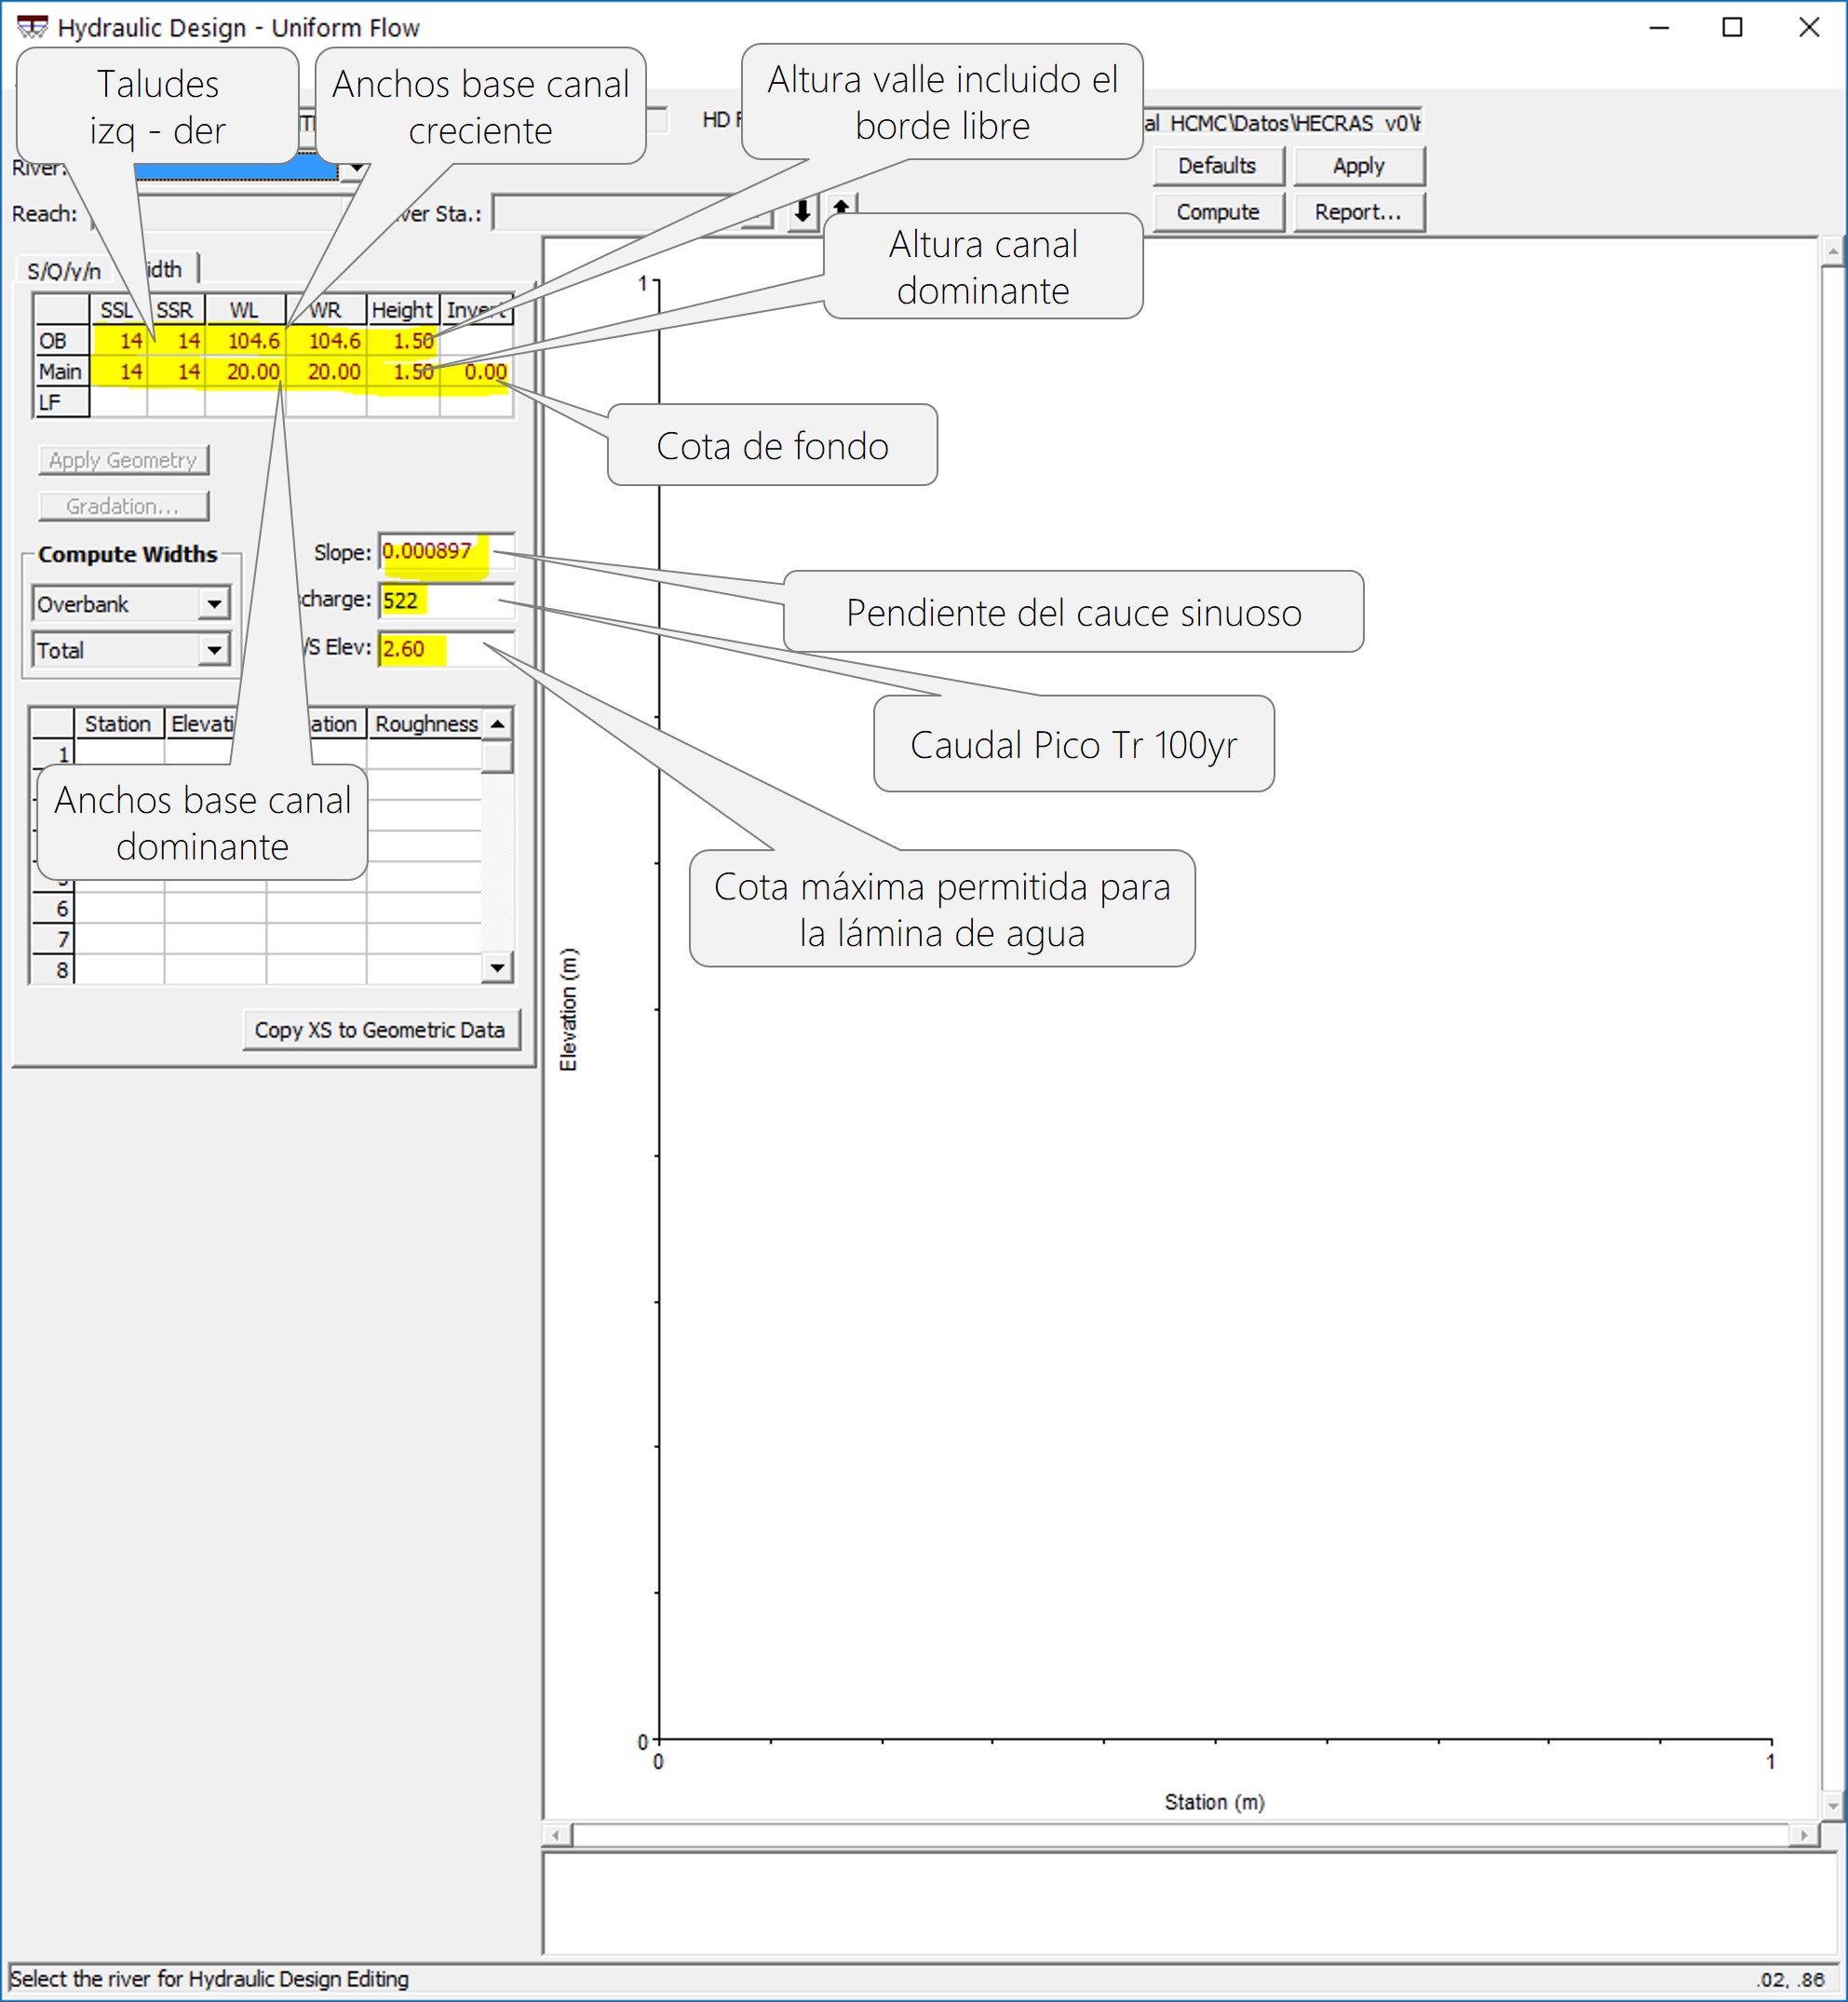 Hydraulic Design - Uniform Flow
Taludes
izq - der
Anchos base canal
creciente
Altura valle incluido el
borde libre
HD F
al_HCMC\Datos\HECRAS_v0\
River:
Defaults
Apply
Reach:
ver Sta.:
Compute
Report...
Altura canal
dominante
S/Q/y/n
idth
SSL SSR WL WR Height Invert
OB 14 14 104.6 104.6 1.50
Main 14 14 20.00 20.00 1.50 0.00
LF
Cota de fondo
Apply Geometry
Gradation...
Compute Widths
Overbank
Total
Slope: 0.000897
charge: 522
/S Elev: 2.60
Pendiente del cauce sinuoso
Caudal Pico Tr 100yr
Cota máxima permitida para
la lámina de agua
Station Elevati ation Roughness
1
Anchos base canal
dominante
6
7
8
Copy XS to Geometric Data
1
Elevation (m)
0
0
1
Station (m)
Select the river for Hydraulic Design Editing
.02, .86